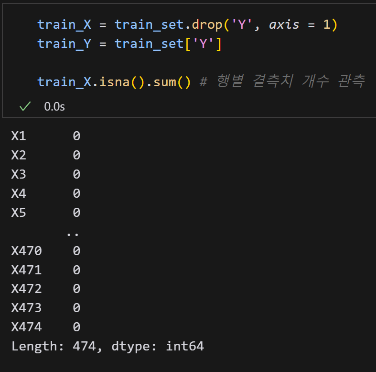 train_X = train_set.drop('Y', axis = 1)
train_Y = train_set['Y']
train_X.isna().sum() # 행별 결측치 개수 관측
✓ 0.0s
X1 0
X2 0
X3 0
X4 0
X5 0
..
X470 0
X471 0
X472 0
X473 0
X474 0
Length: 474, dtype: int64